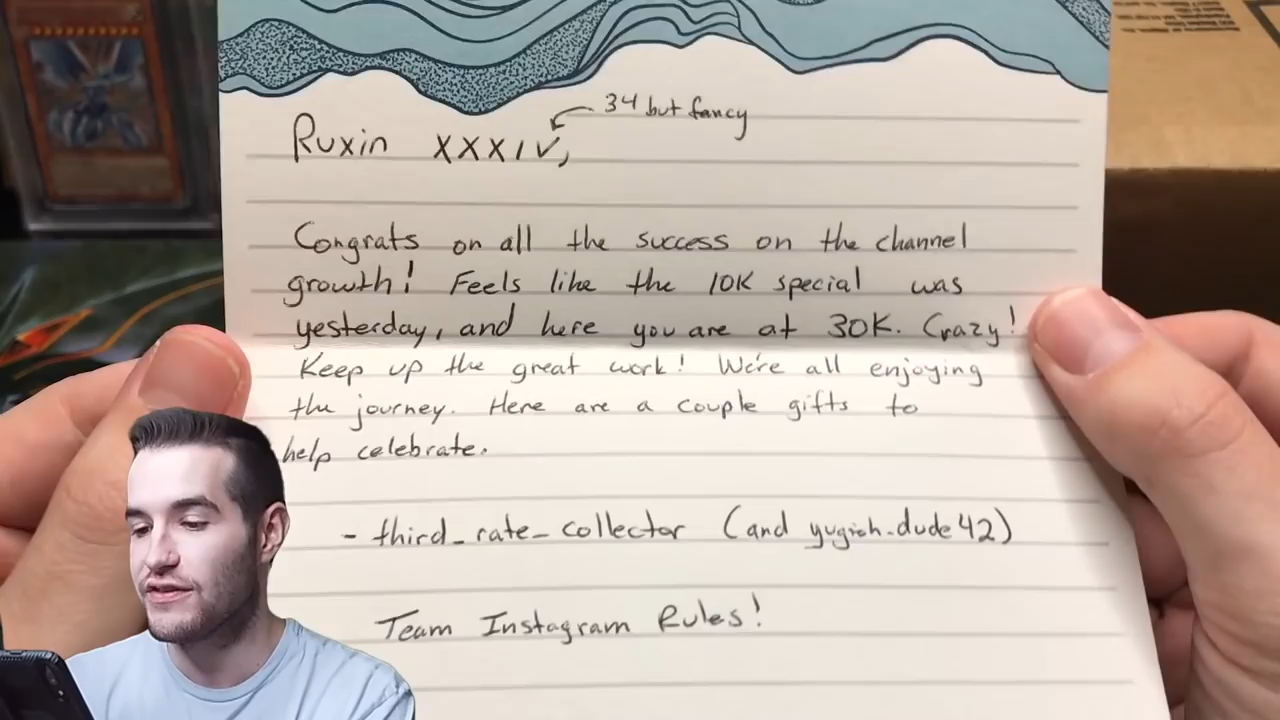 34 but fancy
Ruxin XXXIV,
Congrats on all the success on the channel
growth! Feels like the 10K special was
yesterday, and here you are at 30K. Crazy!
Keep up the great work! We're all enjoying
the journey. Here are a couple gifts to
help celebrate.
- third_rate_collector (and yugioh.dude42)
Team Instagram Rules!